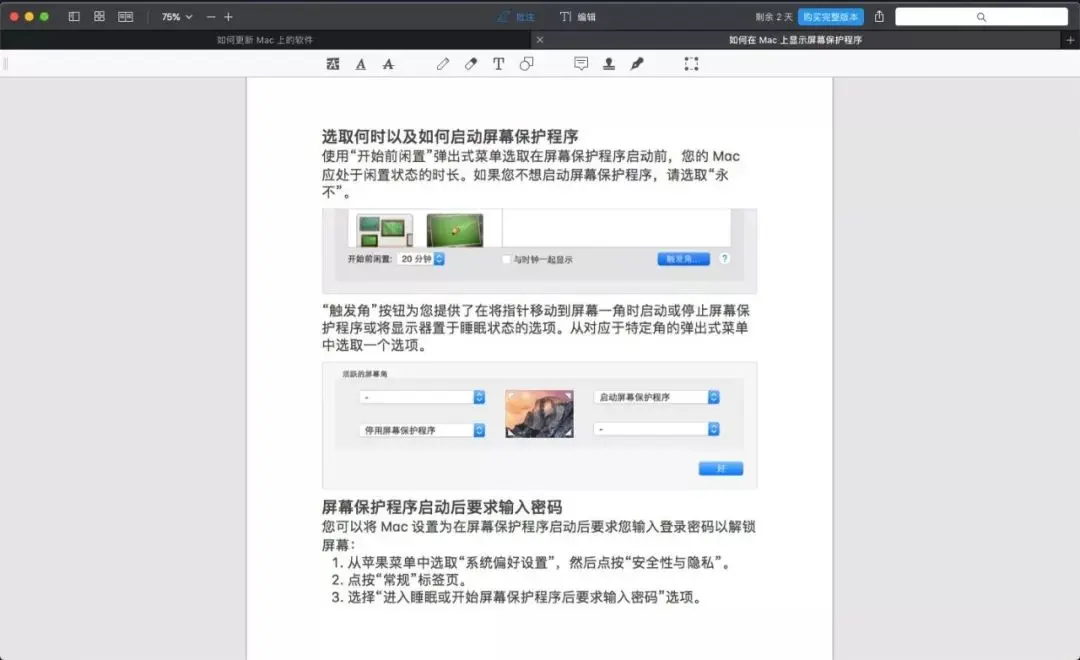 75%
批注
编辑
剩余 2 天
购买完整版本
如何更新 Mac 上的软件
如何在 Mac 上显示屏幕保护程序
选取何时以及如何启动屏幕保护程序
使用“开始前闲置”弹出式菜单选取在屏幕保护程序启动前，您的 Mac
应处于闲置状态的时长。如果您不想启动屏幕保护程序，请选取“永
不”。
开始前闲置: 20 分钟
与时钟一起显示
触发角...
?
“触发角”按钮为您提供了在将指针移动到屏幕一角时启动或停止屏幕保
护程序或将显示器置于睡眠状态的选项。从对应于特定角的弹出式菜单
中选取一个选项。
活跃的屏幕角
-
启动屏幕保护程序
停用屏幕保护程序
-
好
屏幕保护程序启动后要求输入密码
您可以将 Mac 设置为在屏幕保护程序启动后要求您输入登录密码以解锁
屏幕：
1. 从苹果菜单中选取“系统偏好设置”，然后点按“安全性与隐私”。
2. 点按“常规”标签页。
3. 选择“进入睡眠或开始屏幕保护程序后要求输入密码”选项。